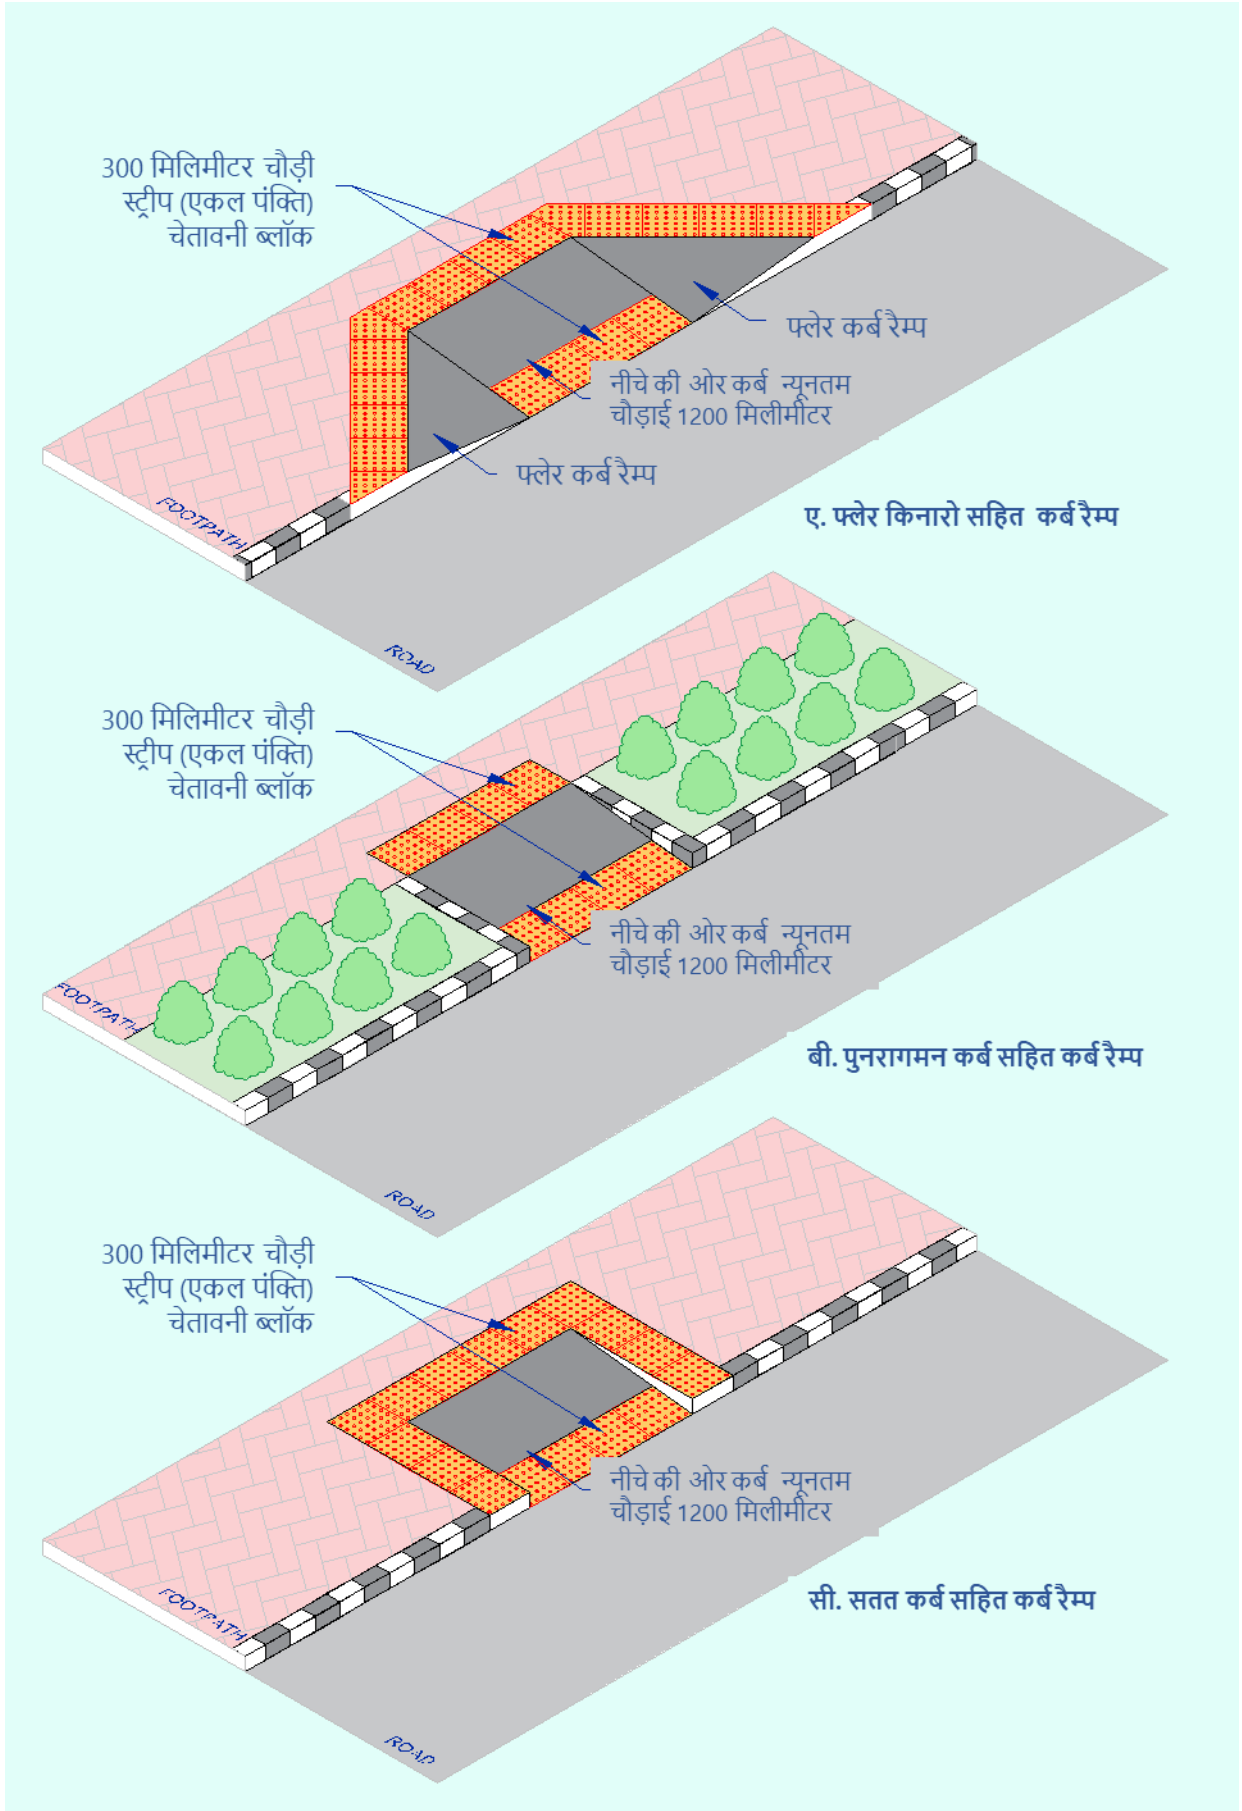 300 मिलिमीटर चौड़ी
स्ट्रीप (एकल पंक्ति)
चेतावनी ब्लॉक
फ्लेर कर्ब रैम्प
नीचे की ओर कर्ब न्यूनतम
चौड़ाई 1200 मिलीमीटर
फ्लेर कर्ब रैम्प
FOOTPATH
ए. फ्लेर किनारो सहित कर्ब रैम्प
ROAD
300 मिलिमीटर चौड़ी
स्ट्रीप (एकल पंक्ति)
चेतावनी ब्लॉक
नीचे की ओर कर्ब न्यूनतम
चौड़ाई 1200 मिलीमीटर
FOOTPATH
बी. पुनरागमन कर्ब सहित कर्ब रैम्प
ROAD
300 मिलिमीटर चौड़ी
स्ट्रीप (एकल पंक्ति)
चेतावनी ब्लॉक
नीचे की ओर कर्ब न्यूनतम
चौड़ाई 1200 मिलीमीटर
FOOTPATH
सी. सतत कर्ब सहित कर्ब रैम्प
ROAD